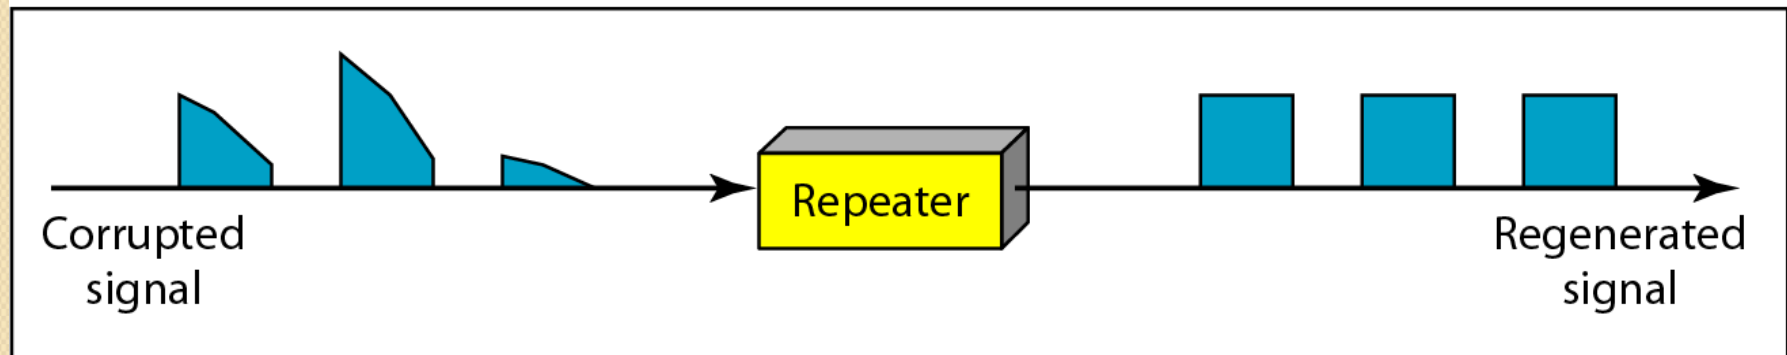 Repeater
Corrupted
signal
Regenerated
signal